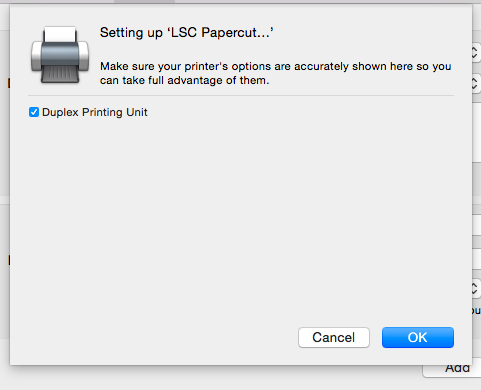 Setting up ‘LSC Papercut...’
Make sure your printer's options are accurately shown here so you
can take full advantage of them.
Duplex Printing Unit
Cancel
OK
Add